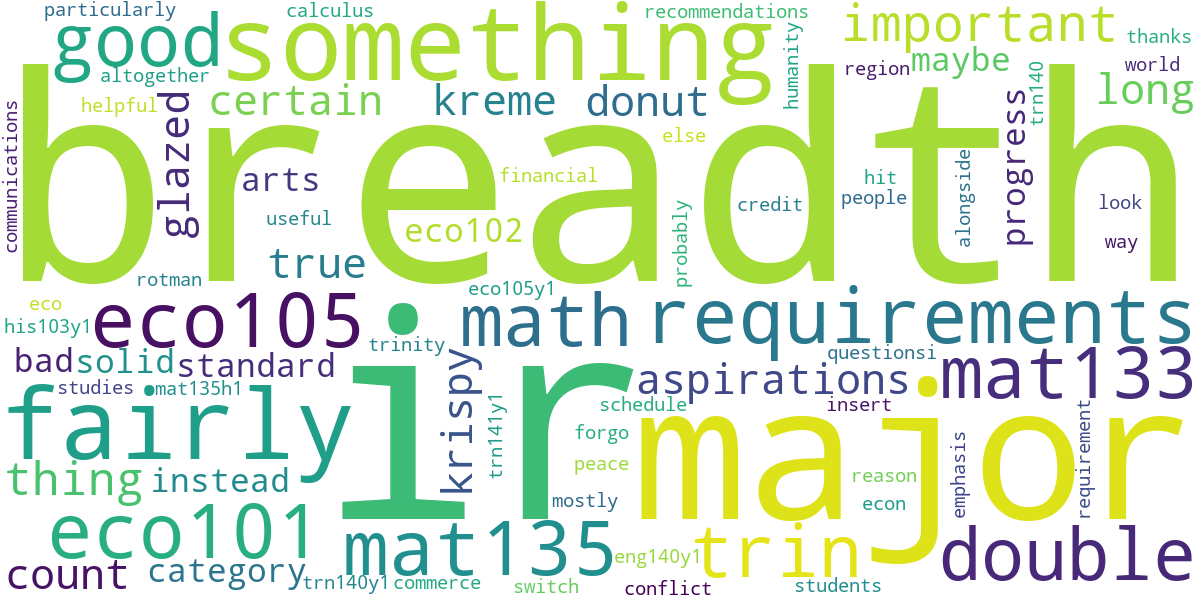 particularly
calculus
recommendations
important
thanks
good
something
altogether
humanity
region
maybe
world
helpful
certain
kreme
donut
trn140
long
communications
glazed
breadth
else
progress
arts
financial
hit
people
alongside
credit
look
useful
eco102
probably
way
true
rotman
eco
eco105
eco105y1
math
requirements
his103y1
trinity
bad
solid
standard
questionsi
mat133
studies
mat135h1
krispy
aspirations
fairly
ir
trn141y1
schedule
insert
major
forgo
emphasis
requirement
thing
instead
peace
reason
mostly
econ
eco101
mat135
eng140y1
trin
double
count
category
trn140y1
commerce
switch
conflict
students